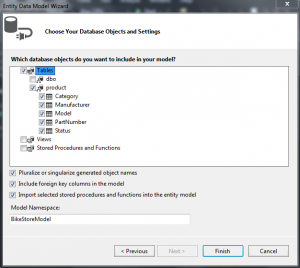 Entity Data Model Wizard
Choose Your Database Objects and Settings
Which database objects do you want to include in your model?
Tables
dbo
product
Category
Manufacturer
Model
PartNumber
Status
Views
Stored Procedures and Functions
Pluralize or singularize generated object names
Include foreign key columns in the model
Import selected stored procedures and functions into the entity model
Model Namespace:
BikeStoreModel
< Previous
Next >
Finish
Cancel